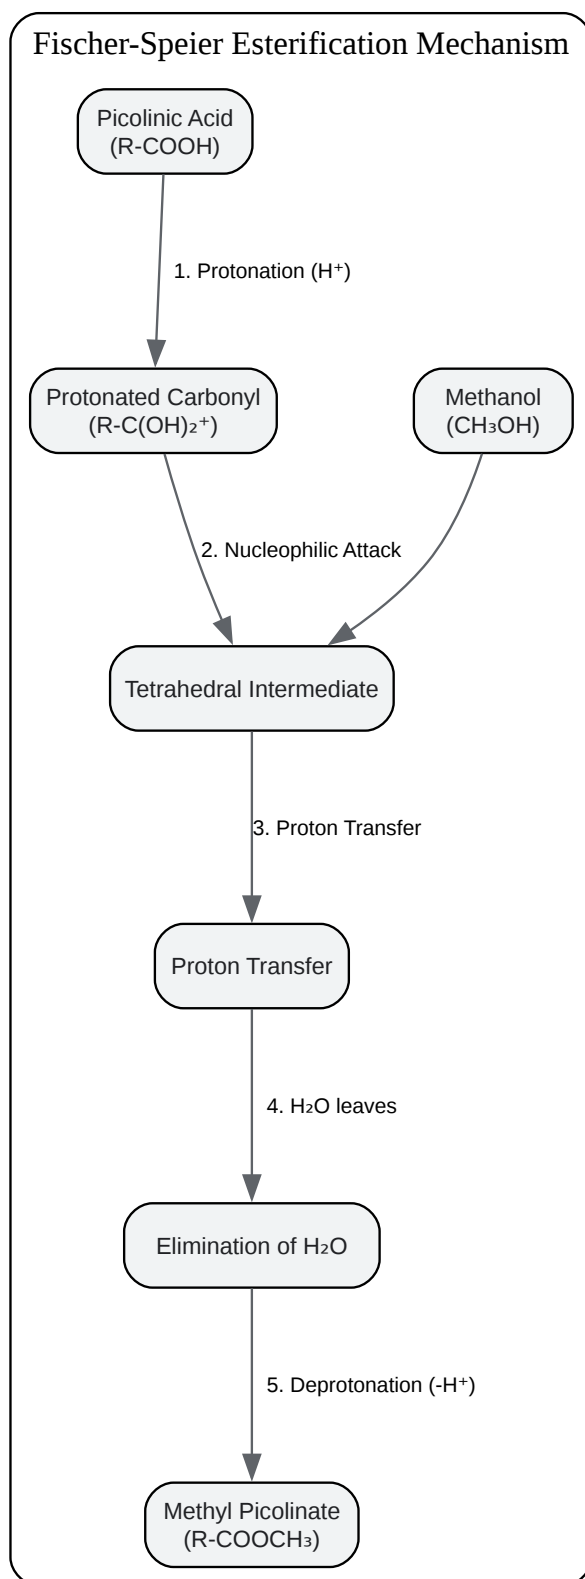 Fischer-Speier Esterification Mechanism
Picolinic Acid
(R-COOH)
1. Protonation (H⁺)
Protonated Carbonyl
(R-C(OH)₂⁺)
Methanol
(CH₃OH)
2. Nucleophilic Attack
Tetrahedral Intermediate
3. Proton Transfer
Proton Transfer
4. H₂O leaves
Elimination of H₂O
5. Deprotonation (-H⁺)
Methyl Picolinate
(R-COOCH₃)